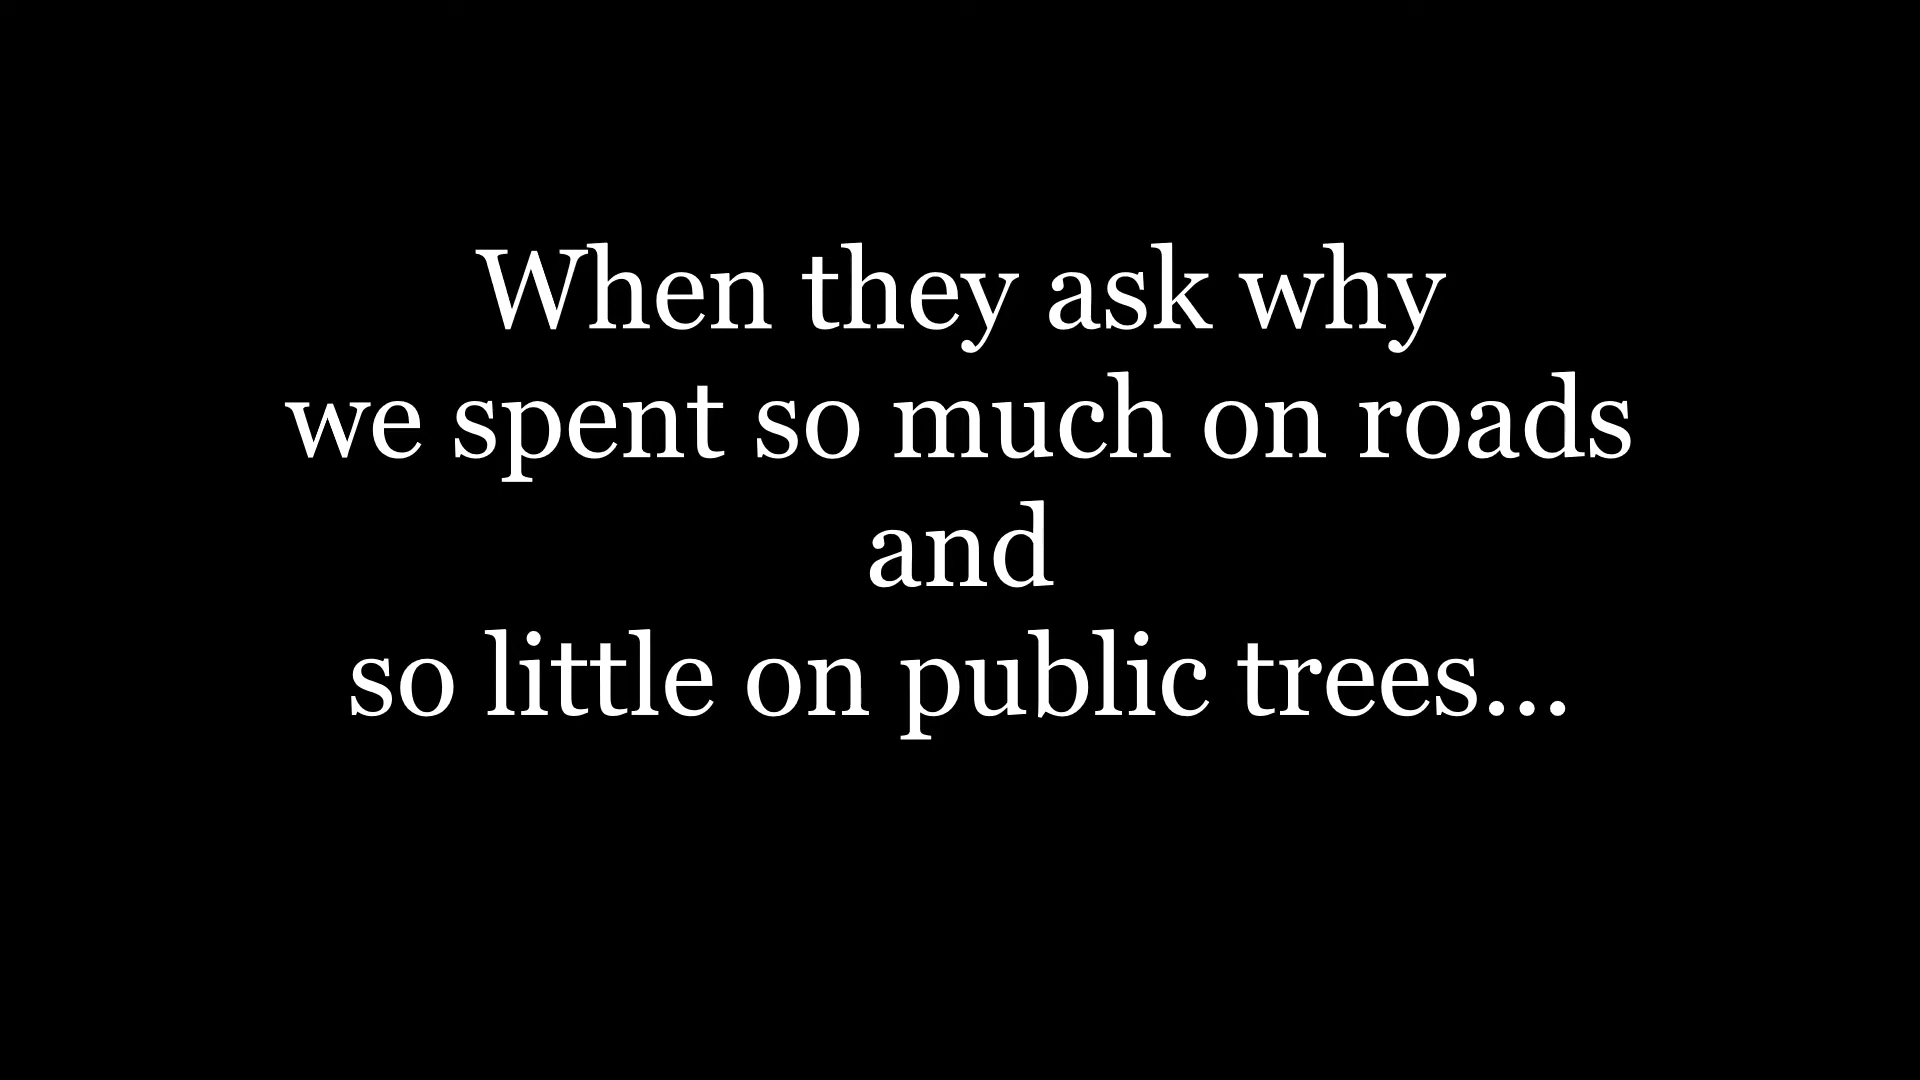 When they ask why
we spent so much on roads
and
so little on public trees...